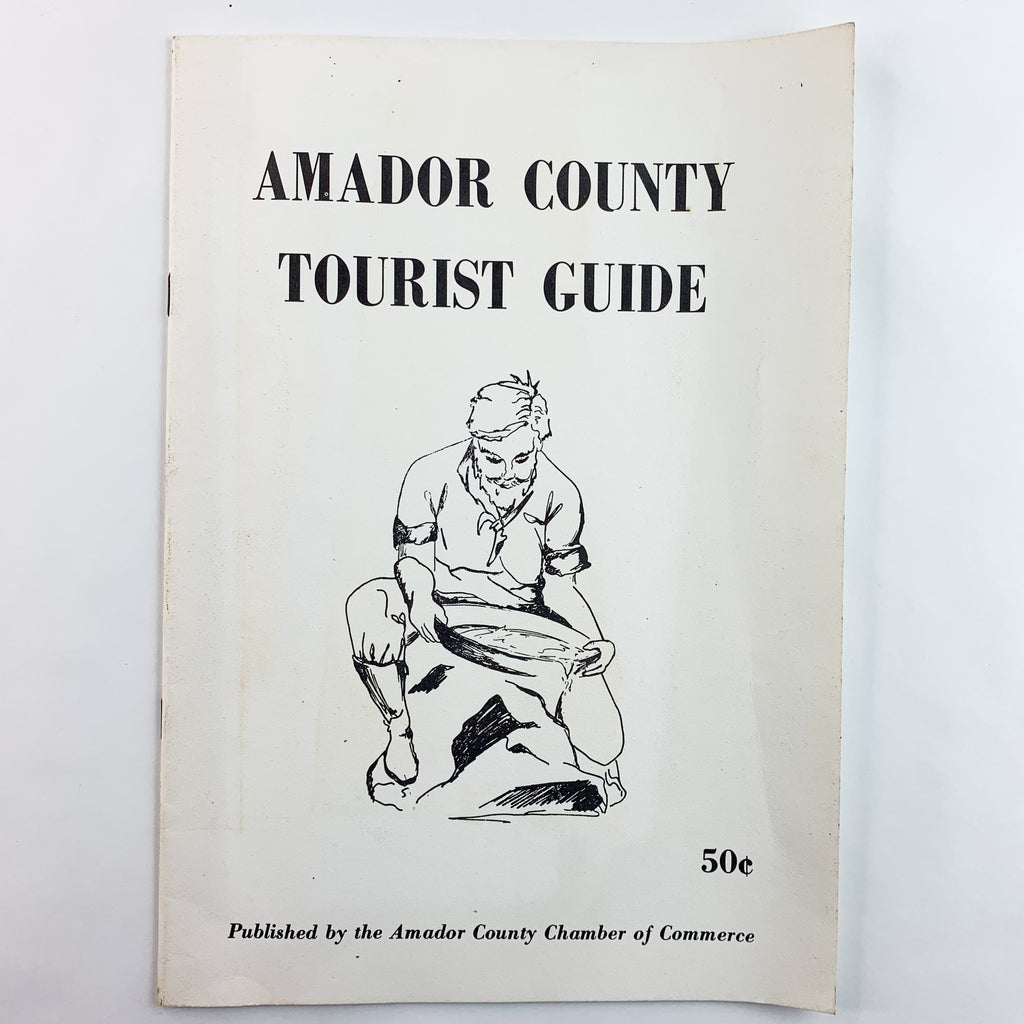 AMADOR COUNTY
TOURIST GUIDE
50¢
Published by the Amador County Chamber of Commerce